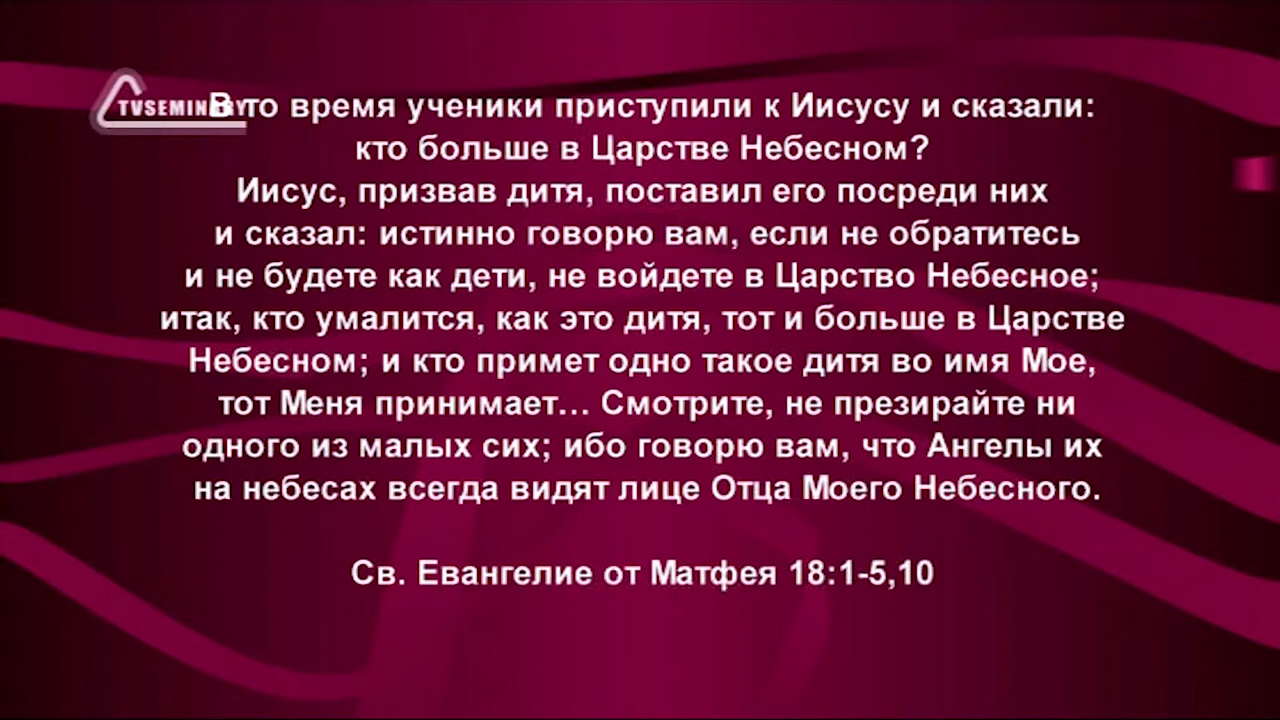 TVSEMINARY
В то время ученики приступили к Иисусу и сказали:
кто больше в Царстве Небесном?
Иисус, призвав дитя, поставил его посреди них
и сказал: истинно говорю вам, если не обратитесь
и не будете как дети, не войдете в Царство Небесное;
итак, кто умалится, как это дитя, тот и больше в Царстве
Небесном; и кто примет одно такое дитя во имя Мое,
тот Меня принимает... Смотрите, не презирайте ни
одного из малых сих; ибо говорю вам, что Ангелы их
на небесах всегда видят лице Отца Моего Небесного.
Св. Евангелие от Матфея 18:1-5,10